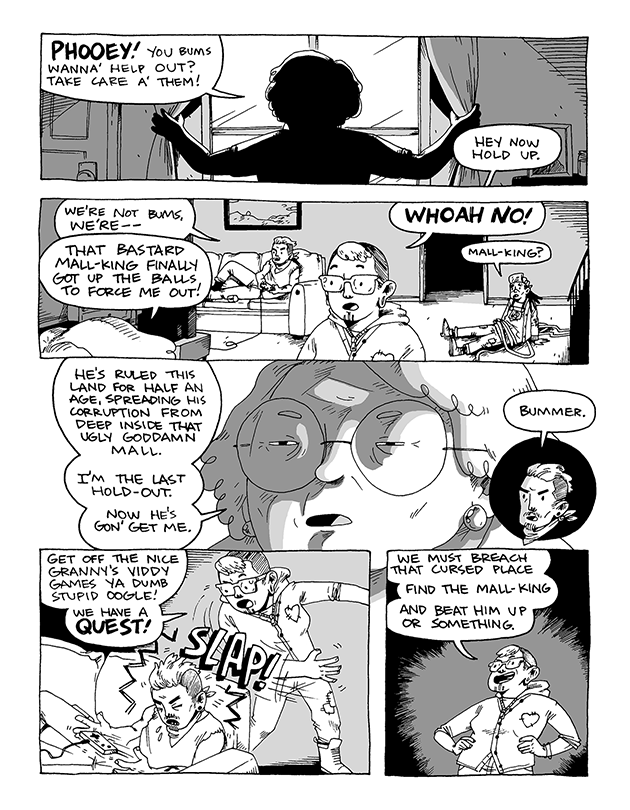 PHOOEY! YOU BUMS
WANNA' HELP OUT?
TAKE CARE A' THEM!
HEY NOW
HOLD UP.
WE'RE NOT BUMS,
WE'RE--
THAT BASTARD
MALL-KING FINALLY
GOT UP THE BALLS
TO FORCE ME OUT!
WHOAH NO!
MALL-KING?
HE'S RULED THIS
LAND FOR HALF AN
AGE, SPREADING HIS
CORRUPTION FROM
DEEP INSIDE THAT
UGLY GODDAMN
MALL.
I'M THE LAST
HOLD-OUT.
NOW HE'S
GON' GET ME.
BUMMER.
GET OFF THE NICE
GRANNY'S VIDDY
GAMES YA DUMB
STUPID OOGLE!
WE HAVE A
QUEST!
SLAP!
WE MUST BREACH
THAT CURSED PLACE
FIND THE MALL-KING
AND BEAT HIM UP
OR SOMETHING.